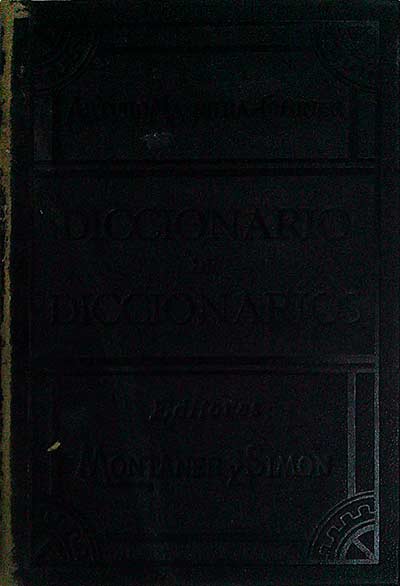 DICCIONARIO
DE
DICCIONARIOS
Editores:
MONTANER Y SIMON